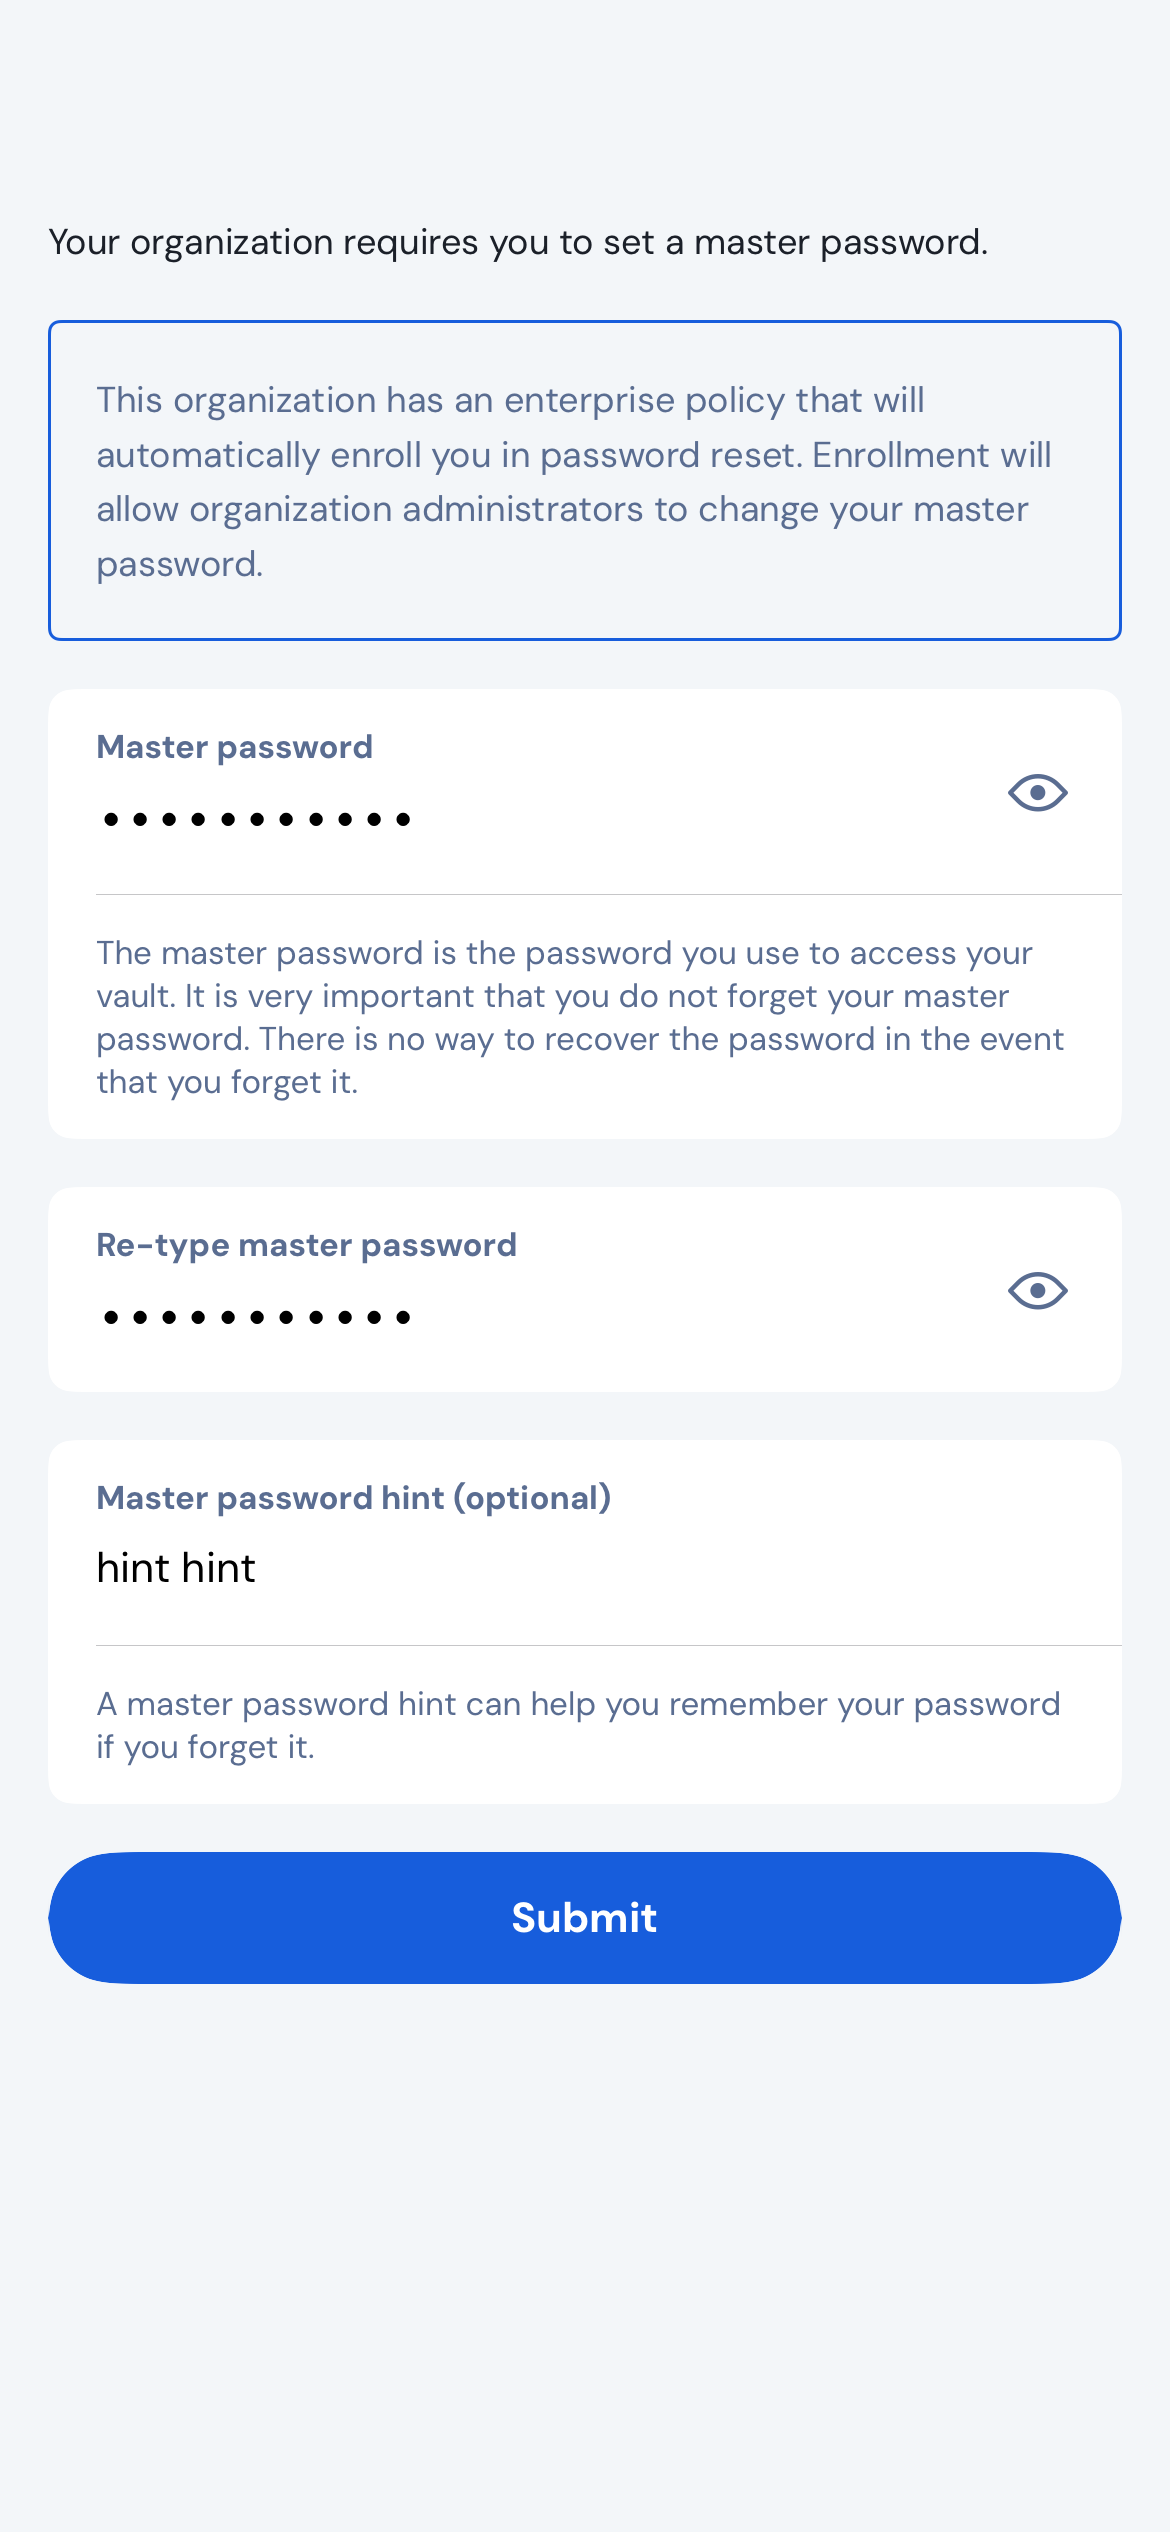 Your organization requires you to set a master password.
This organization has an enterprise policy that will
automatically enroll you in password reset. Enrollment will
allow organization administrators to change your master
password.
Master password
•••••••••••
The master password is the password you use to access your
vault. It is very important that you do not forget your master
password. There is no way to recover the password in the event
that you forget it.
Re-type master password
•••••••••••
Master password hint (optional)
hint hint
A master password hint can help you remember your password
if you forget it.
Submit